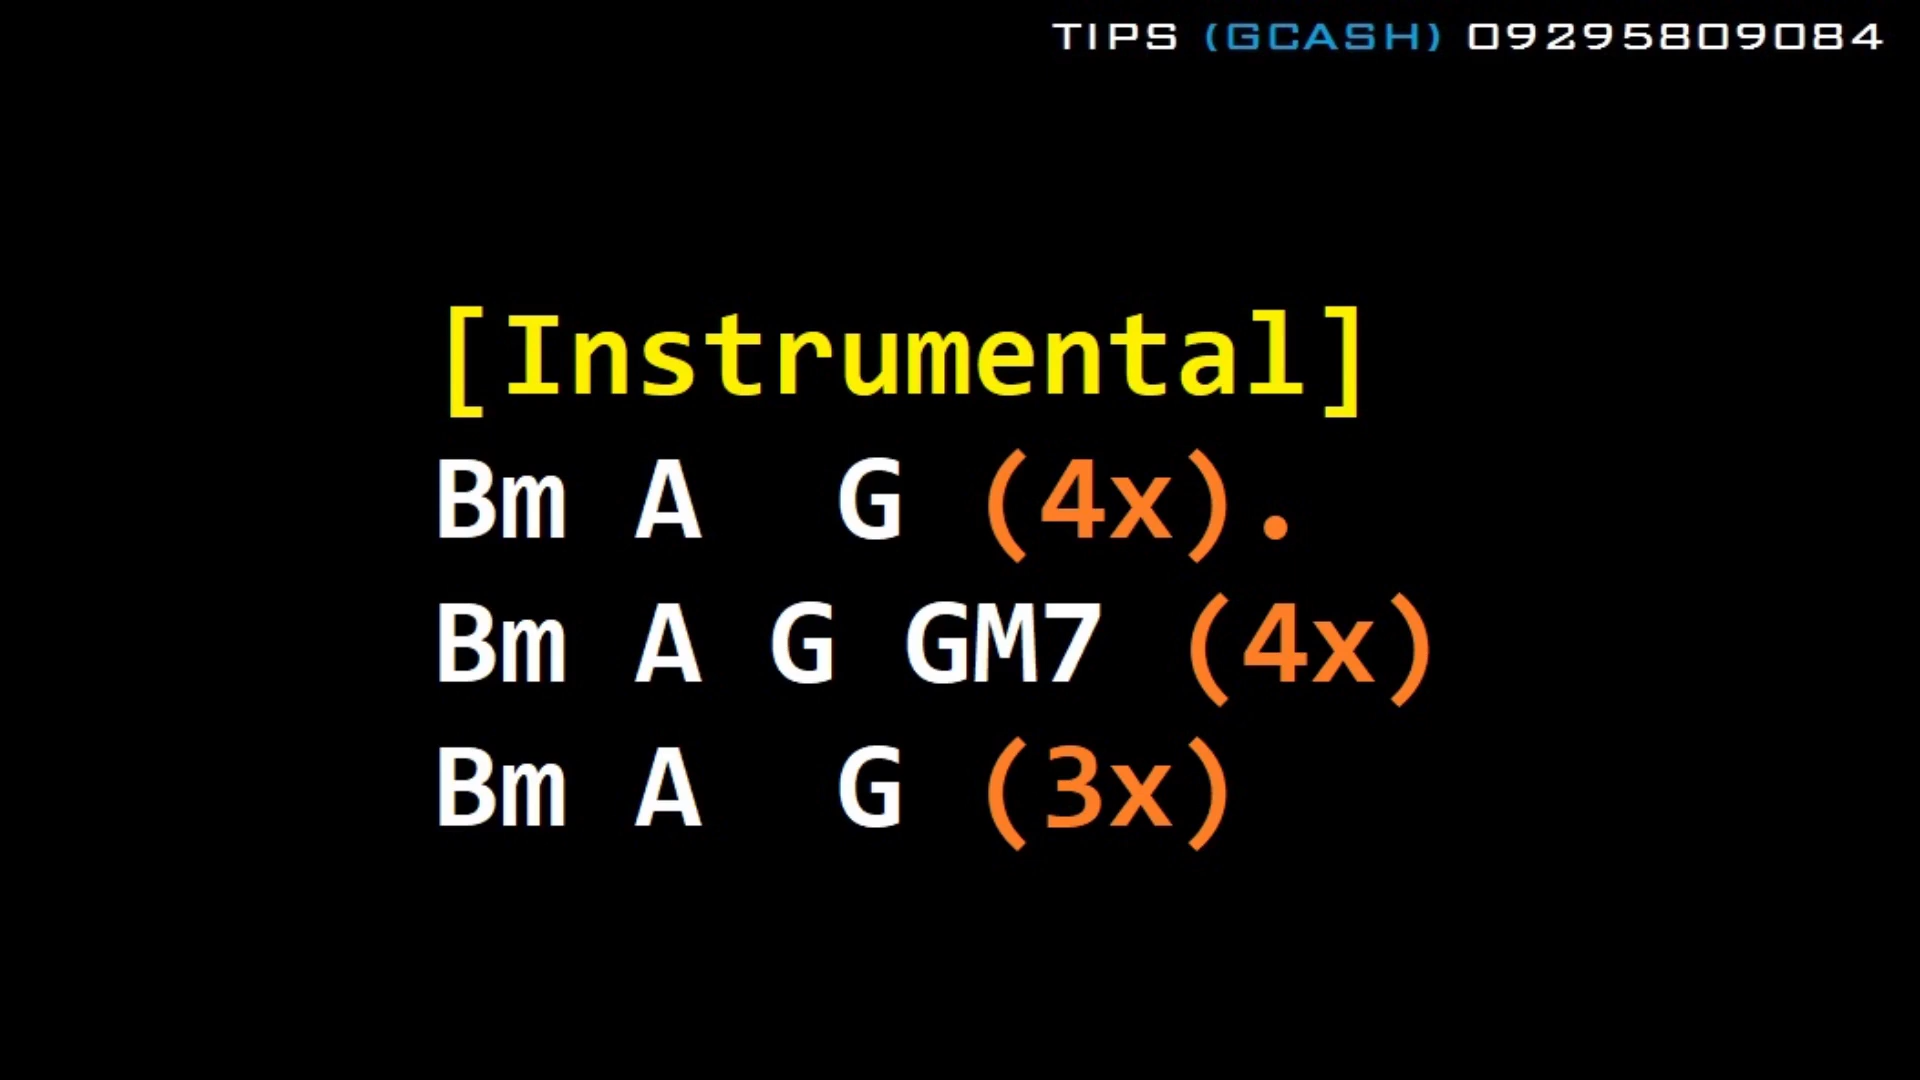 TIPS (GCASH) 09295809084
[Instrumental]
Bm A  G (4x).
Bm A G GM7 (4x)
Bm A  G (3x)